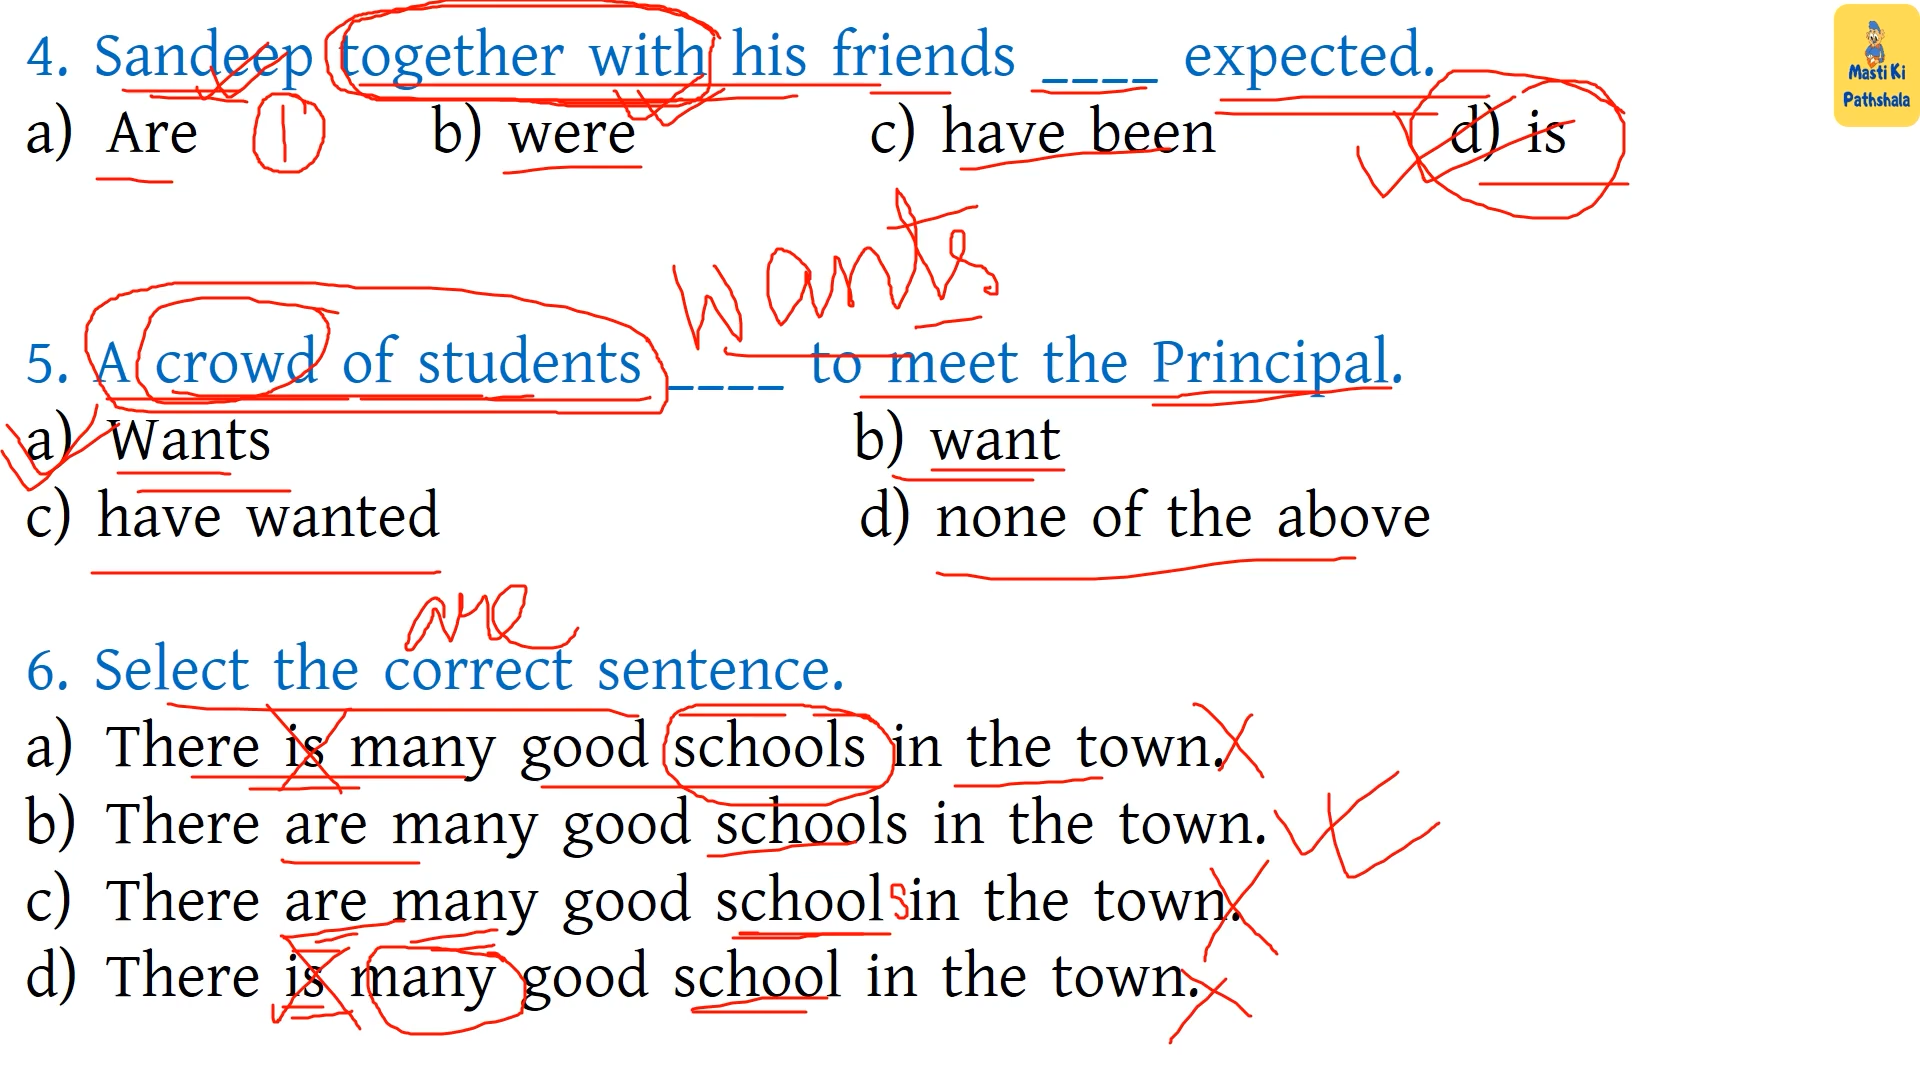 4. Sandeep together with his friends ____ expected.
Masti Ki
Pathshala
a) Are 1 b) were c) have been d) is
wants
5. A crowd of students ____ to meet the Principal.
a) Wants b) want
c) have wanted d) none of the above
are
6. Select the correct sentence.
a) There is many good schools in the town.
b) There are many good schools in the town.
c) There are many good school s in the town.
d) There is many good school in the town.